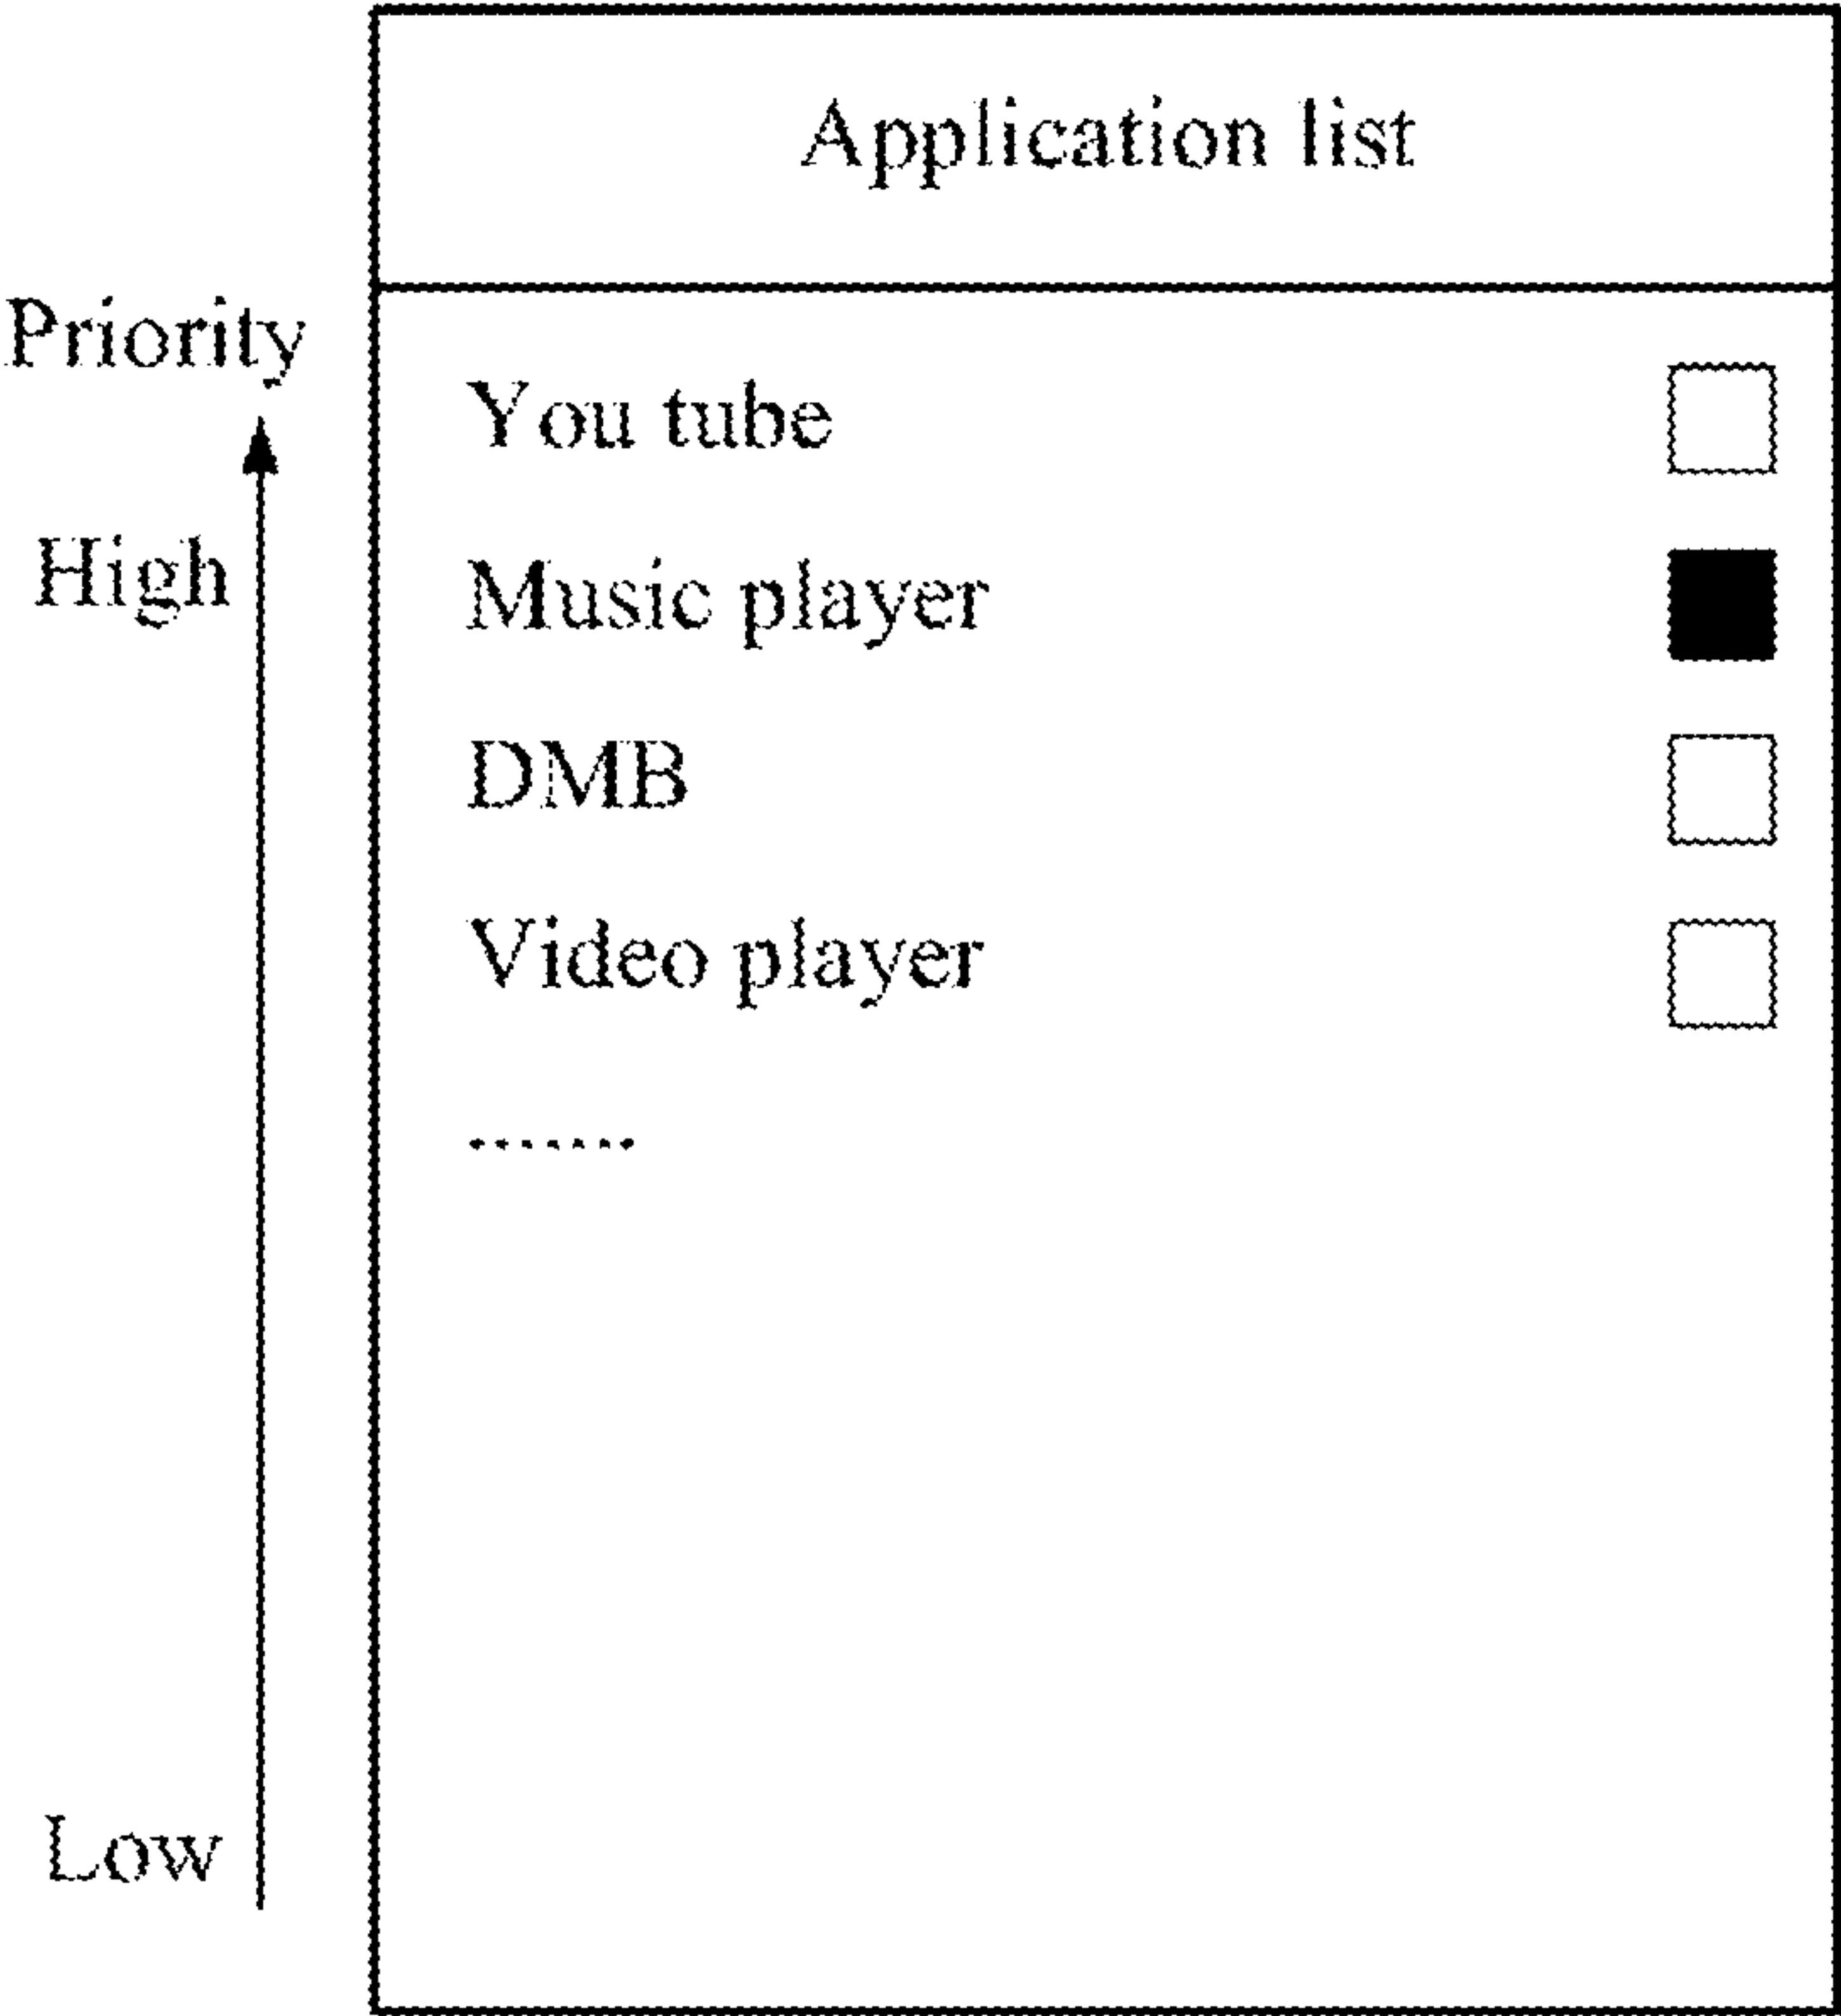 Application list
Priority
You tube
High
Music player
DMB
Video player
.......
Low